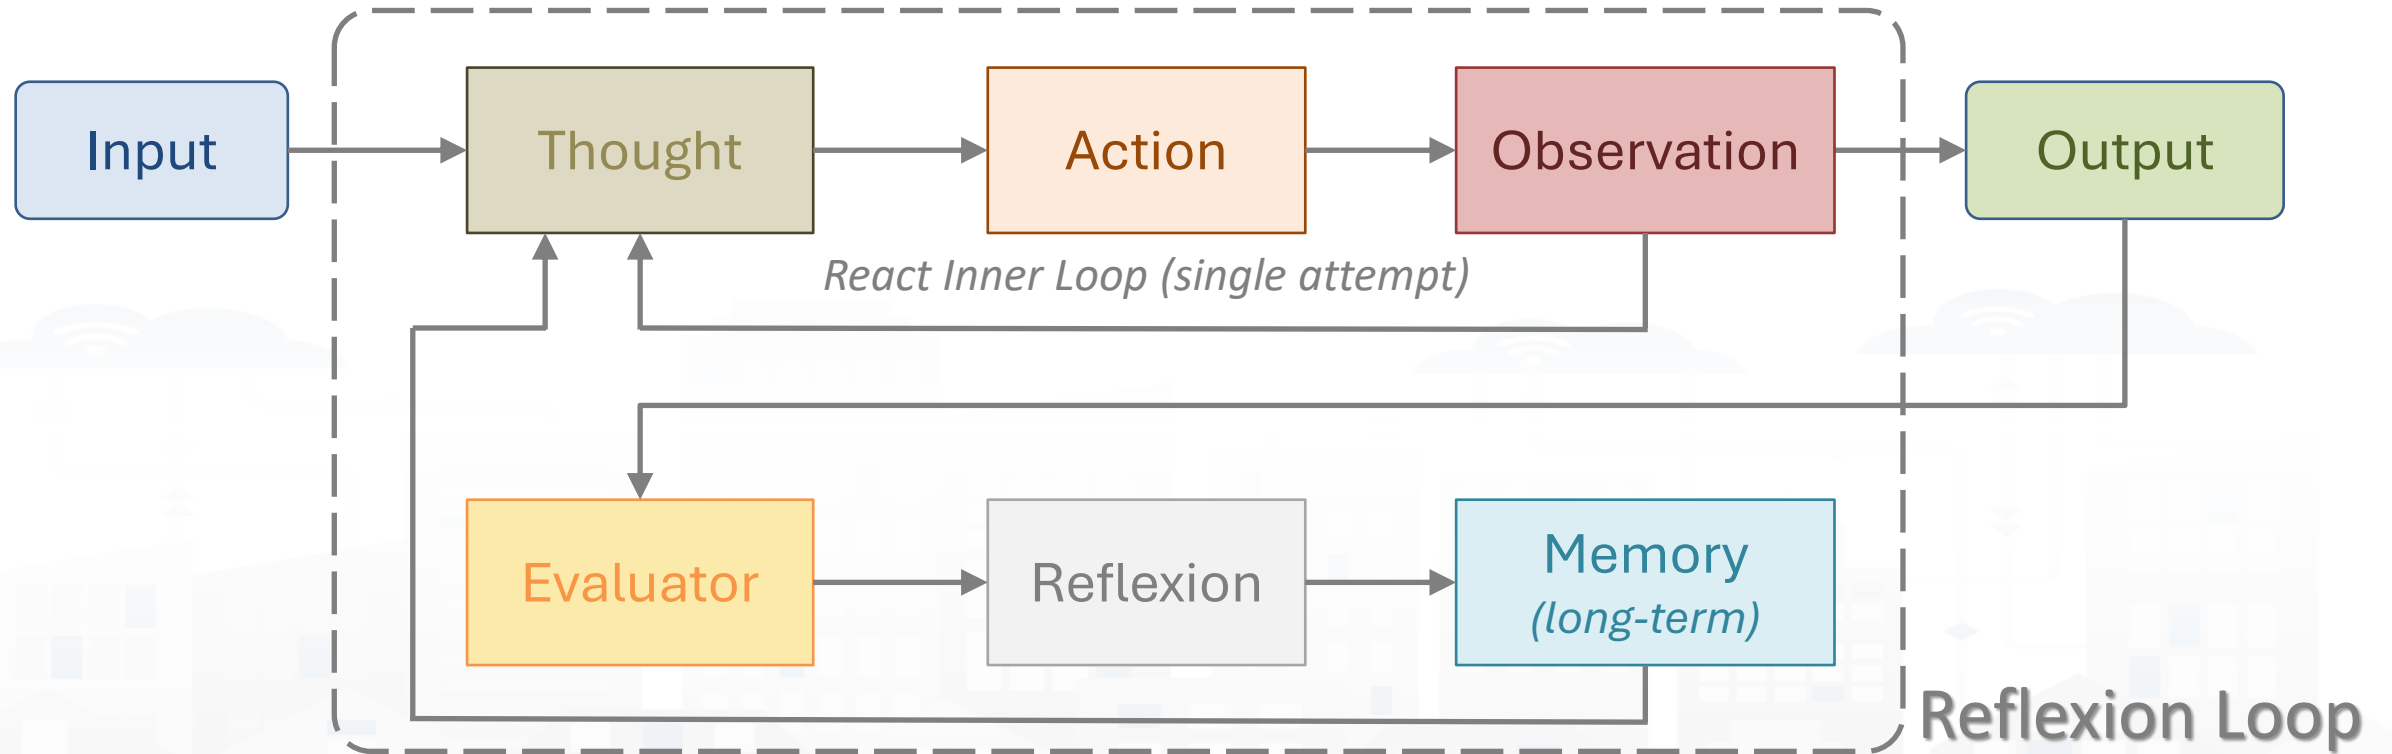 Input
Thought
Action
Observation
Output
React Inner Loop (single attempt)
Evaluator
Reflexion
Memory
(long-term)
Reflexion Loop